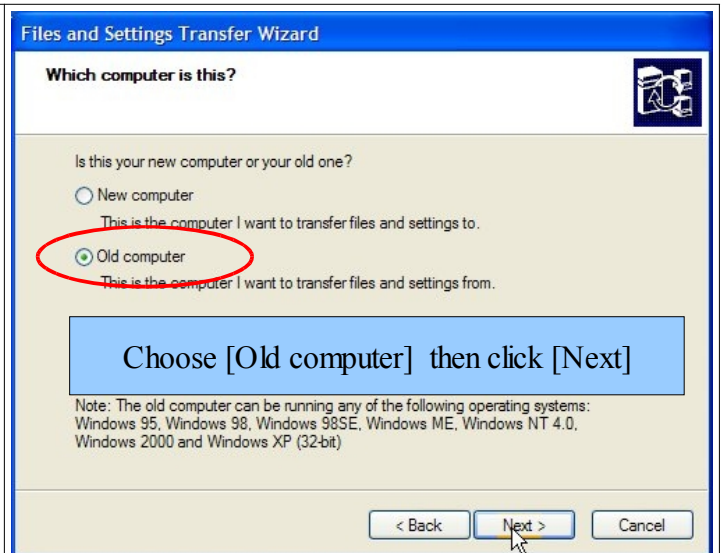 Files and Settings Transfer Wizard
Which computer is this?
Is this your new computer or your old one?
New computer
This is the computer I want to transfer files and settings to.
Old computer
This is the computer I want to transfer files and settings from.
Choose [Old computer] then click [Next]
Note: The old computer can be running any of the following operating systems:
Windows 95, Windows 98, Windows 98SE, Windows ME, Windows NT 4.0,
Windows 2000 and Windows XP (32-bit)
< Back Next > Cancel